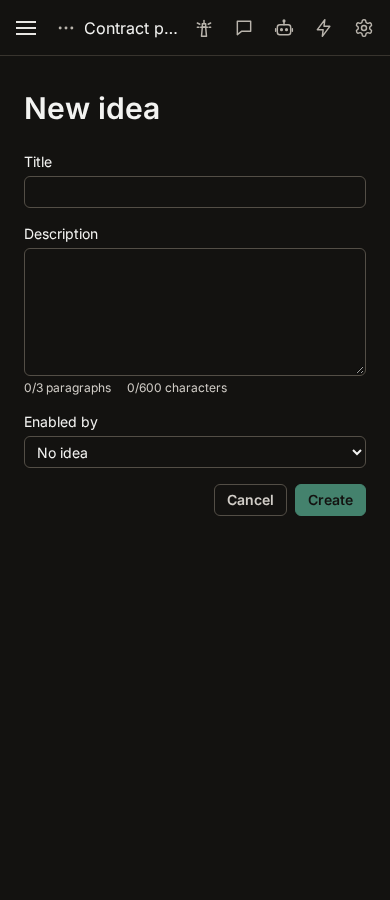 Contract p...
New idea
Title
Description
0/3 paragraphs 0/600 characters
Enabled by
No idea
Cancel Create